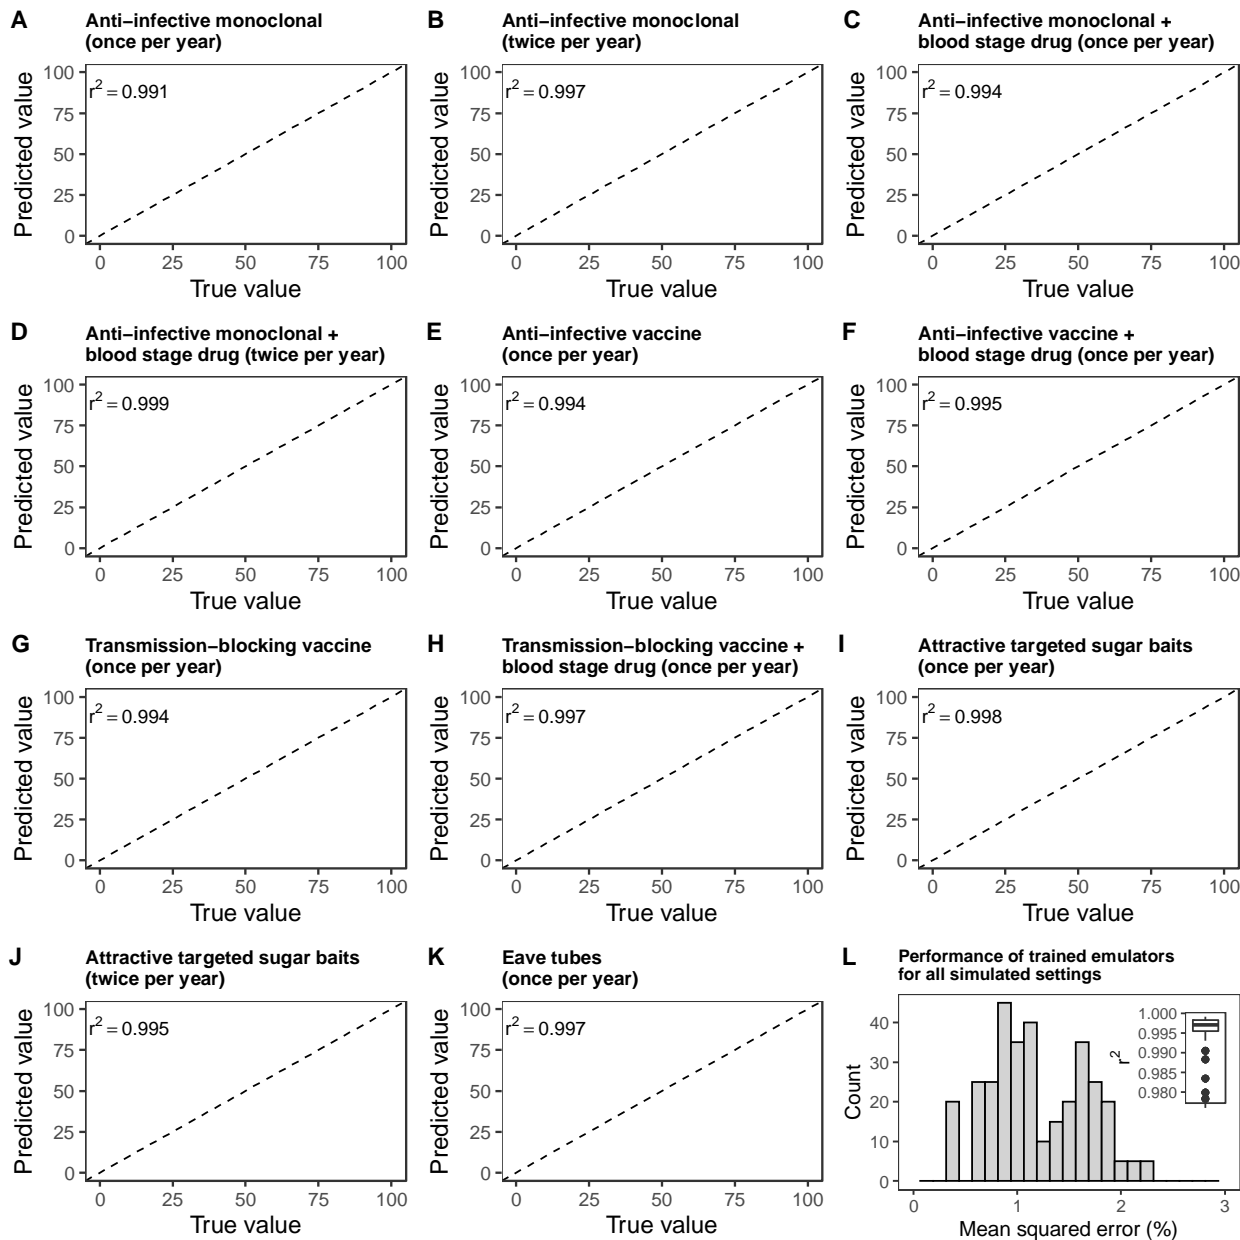 A
Anti−infective monoclonal
(once per year)
100
75
50
25
0
r² = 0.991
Predicted value
0 25 50 75 100
True value
B
Anti−infective monoclonal
(twice per year)
100
75
50
25
0
r² = 0.997
Predicted value
0 25 50 75 100
True value
C
Anti−infective monoclonal +
blood stage drug (once per year)
100
75
50
25
0
r² = 0.994
Predicted value
0 25 50 75 100
True value
D
Anti−infective monoclonal +
blood stage drug (twice per year)
100
75
50
25
0
r² = 0.999
Predicted value
0 25 50 75 100
True value
E
Anti−infective vaccine
(once per year)
100
75
50
25
0
r² = 0.994
Predicted value
0 25 50 75 100
True value
F
Anti−infective vaccine +
blood stage drug (once per year)
100
75
50
25
0
r² = 0.995
Predicted value
0 25 50 75 100
True value
G
Transmission−blocking vaccine
(once per year)
100
75
50
25
0
r² = 0.994
Predicted value
0 25 50 75 100
True value
H
Transmission−blocking vaccine +
blood stage drug (once per year)
100
75
50
25
0
r² = 0.997
Predicted value
0 25 50 75 100
True value
I
Attractive targeted sugar baits
(once per year)
100
75
50
25
0
r² = 0.998
Predicted value
0 25 50 75 100
True value
J
Attractive targeted sugar baits
(twice per year)
100
75
50
25
0
r² = 0.995
Predicted value
0 25 50 75 100
True value
K
Eave tubes
(once per year)
100
75
50
25
0
r² = 0.997
Predicted value
0 25 50 75 100
True value
L
Performance of trained emulators
for all simulated settings
40
30
20
10
0
Count
1.000
0.995
0.990
0.985
0.980
r²
0 1 2 3
Mean squared error (%)